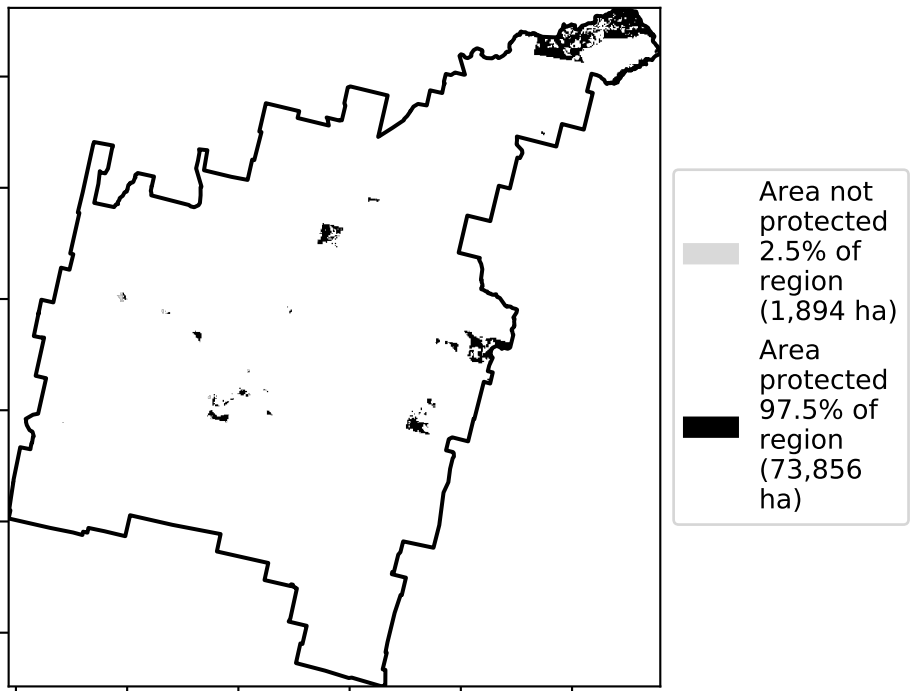 Area not
protected
2.5% of
region
(1,894 ha)
Area
protected
97.5% of
region
(73,856
ha)